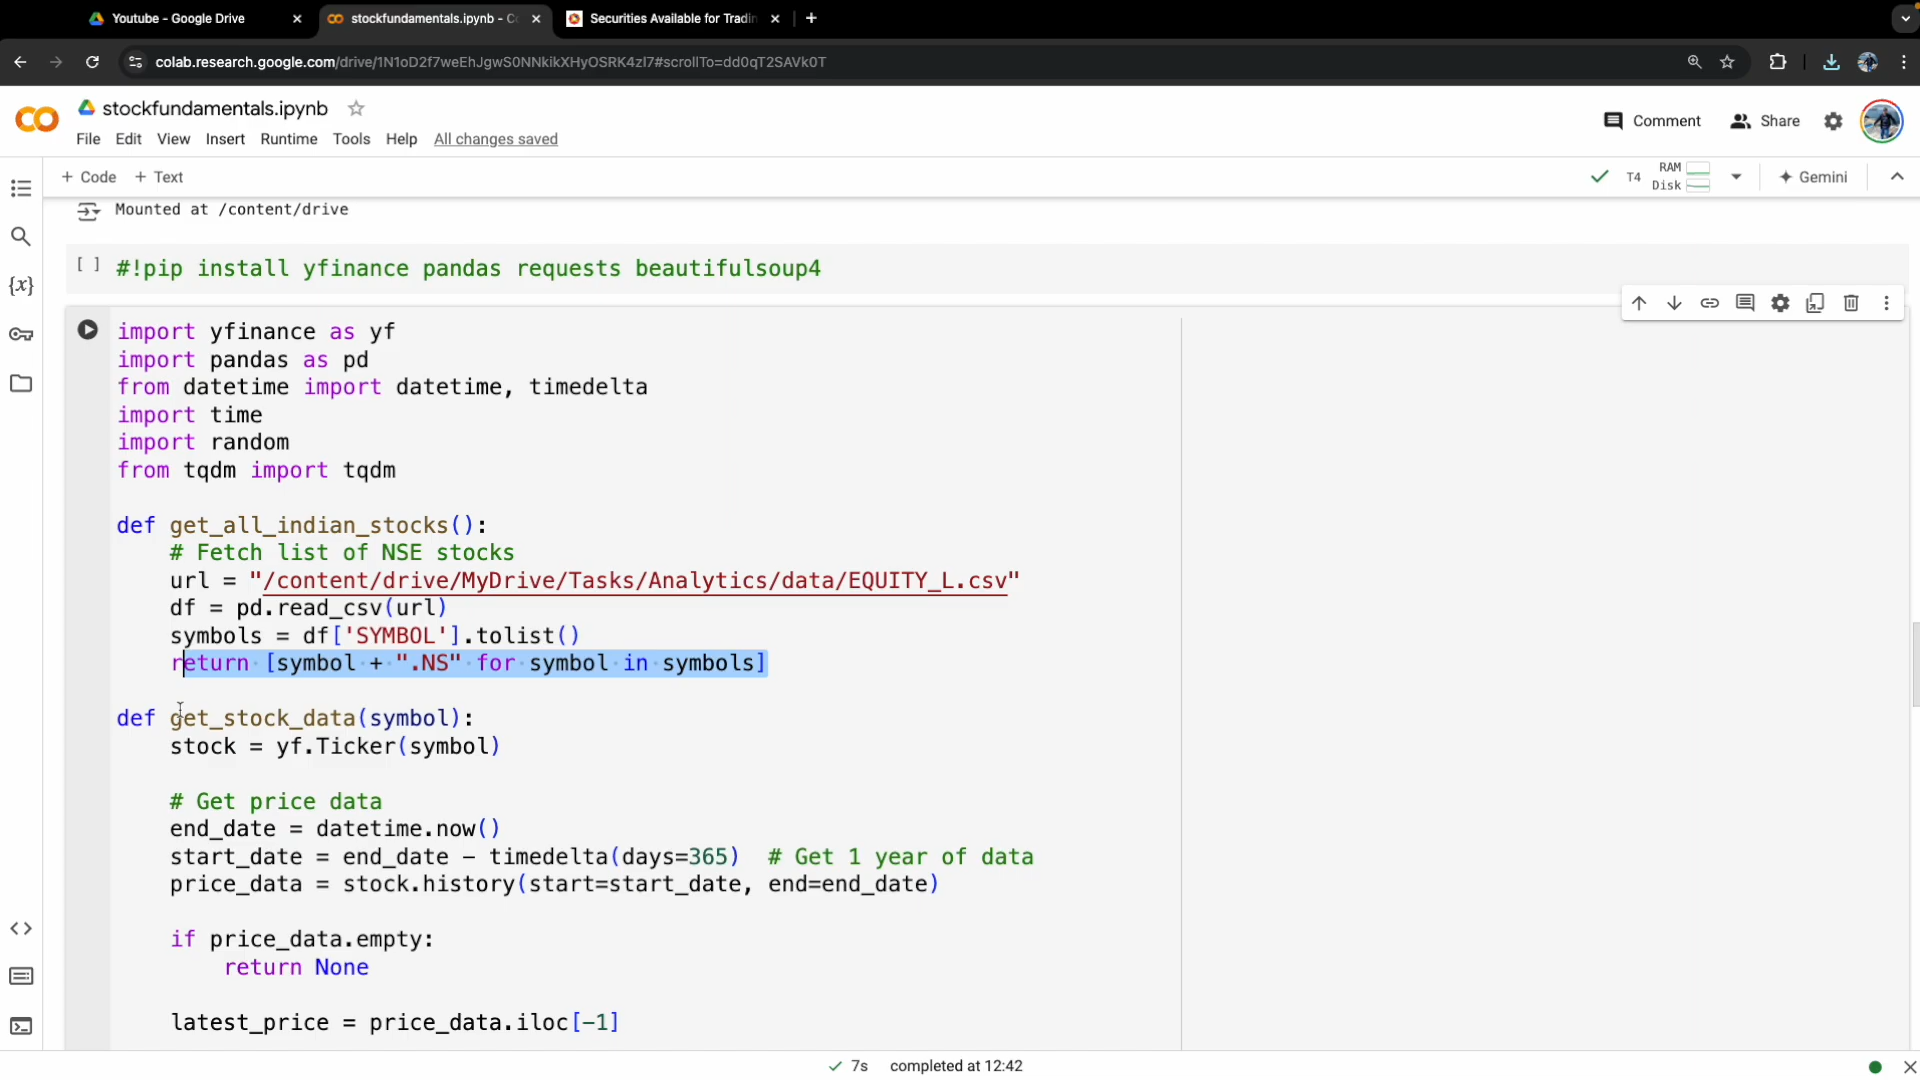 Youtube - Google Drive
stockfundamentals.ipynb - C
Securities Available for Tradin
colab.research.google.com/drive/1N1oD2f7weEhJgwS0NNkikXHyOSRK4zI7#scrollTo=dd0qT2SAVk0T
stockfundamentals.ipynb
Comment
Share
File Edit View Insert Runtime Tools Help All changes saved
+ Code + Text
T4
RAM
Disk
Gemini
Mounted at /content/drive
[ ] #!pip install yfinance pandas requests beautifulsoup4
{x}
import yfinance as yf
import pandas as pd
from datetime import datetime, timedelta
import time
import random
from tqdm import tqdm
def get_all_indian_stocks():
# Fetch list of NSE stocks
url = "/content/drive/MyDrive/Tasks/Analytics/data/EQUITY_L.csv"
df = pd.read_csv(url)
symbols = df['SYMBOL'].tolist()
return [symbol + ".NS" for symbol in symbols]
def get_stock_data(symbol):
stock = yf.Ticker(symbol)
# Get price data
end_date = datetime.now()
start_date = end_date - timedelta(days=365)  # Get 1 year of data
price_data = stock.history(start=start_date, end=end_date)
if price_data.empty:
return None
latest_price = price_data.iloc[-1]
7s completed at 12:42